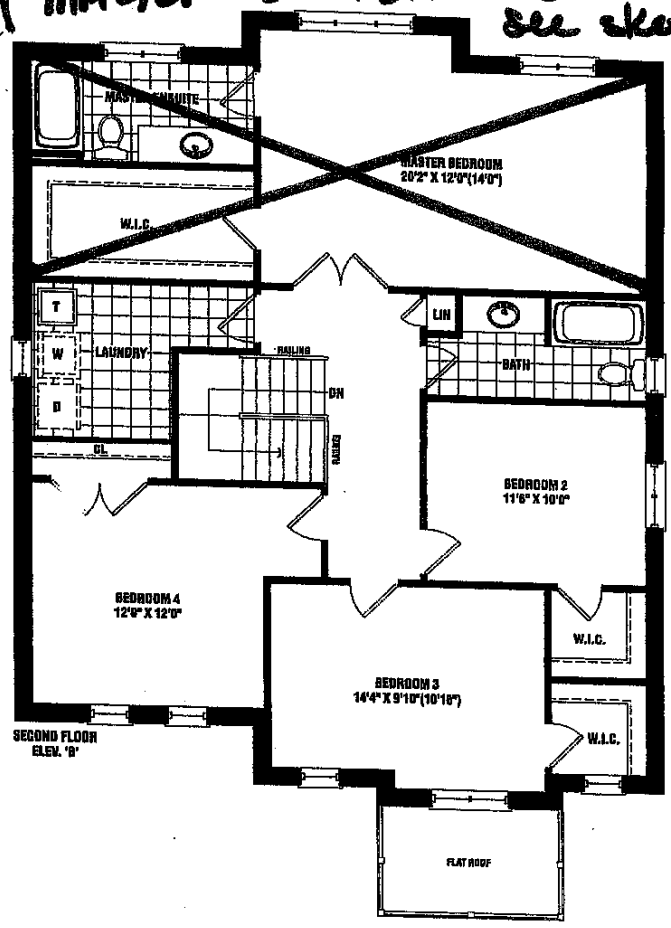 see
MASTER ENSUITE
MASTER BEDROOM
20'2" X 12'0"(14'0")
W.I.C.
T
W
D
LAUNDRY
LIN
RAILING
DN
RAILING
BATH
CL.
BEDROOM 2
11'6" X 10'0"
BEDROOM 4
12'0" X 12'0"
W.I.C.
BEDROOM 3
14'4" X 9'10"(10'10")
W.I.C.
SECOND FLOOR
ELEV. 'B'
FLAT ROOF